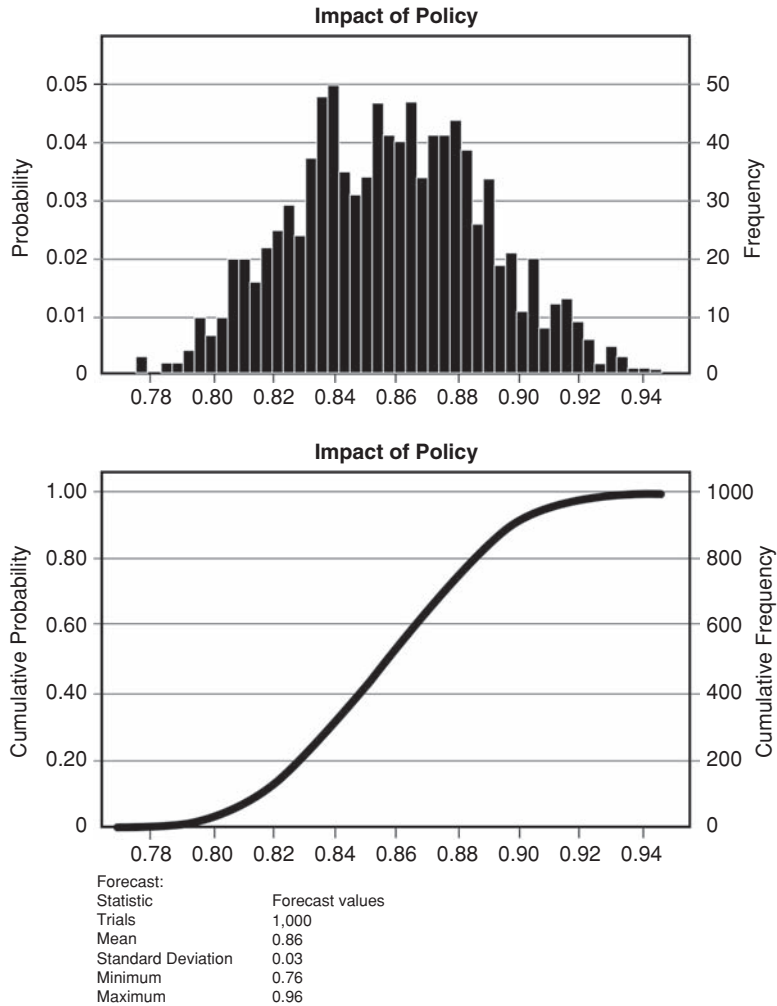 Impact of Policy
0.05
0.04
0.03
0.02
0.01
0
Probability
50
40
30
20
10
0
Frequency
0.78 0.80 0.82 0.84 0.86 0.88 0.90 0.92 0.94
Impact of Policy
1.00
0.80
0.60
0.40
0.20
0
Cumulative Probability
1000
800
600
400
200
0
Cumulative Frequency
0.78 0.80 0.82 0.84 0.86 0.88 0.90 0.92 0.94
Forecast:
Statistic Forecast values
Trials 1,000
Mean 0.86
Standard Deviation 0.03
Minimum 0.76
Maximum 0.96